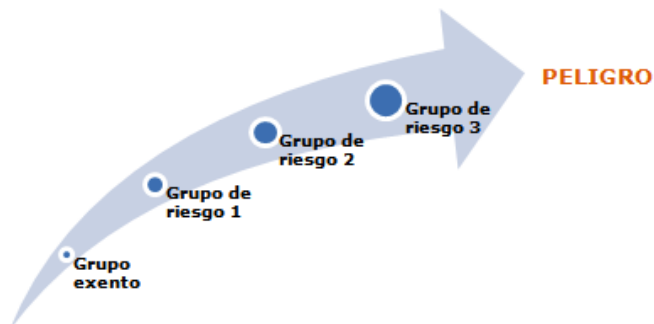 PELIGRO
Grupo de
riesgo 3
Grupo de
riesgo 2
Grupo de
riesgo 1
Grupo
exento